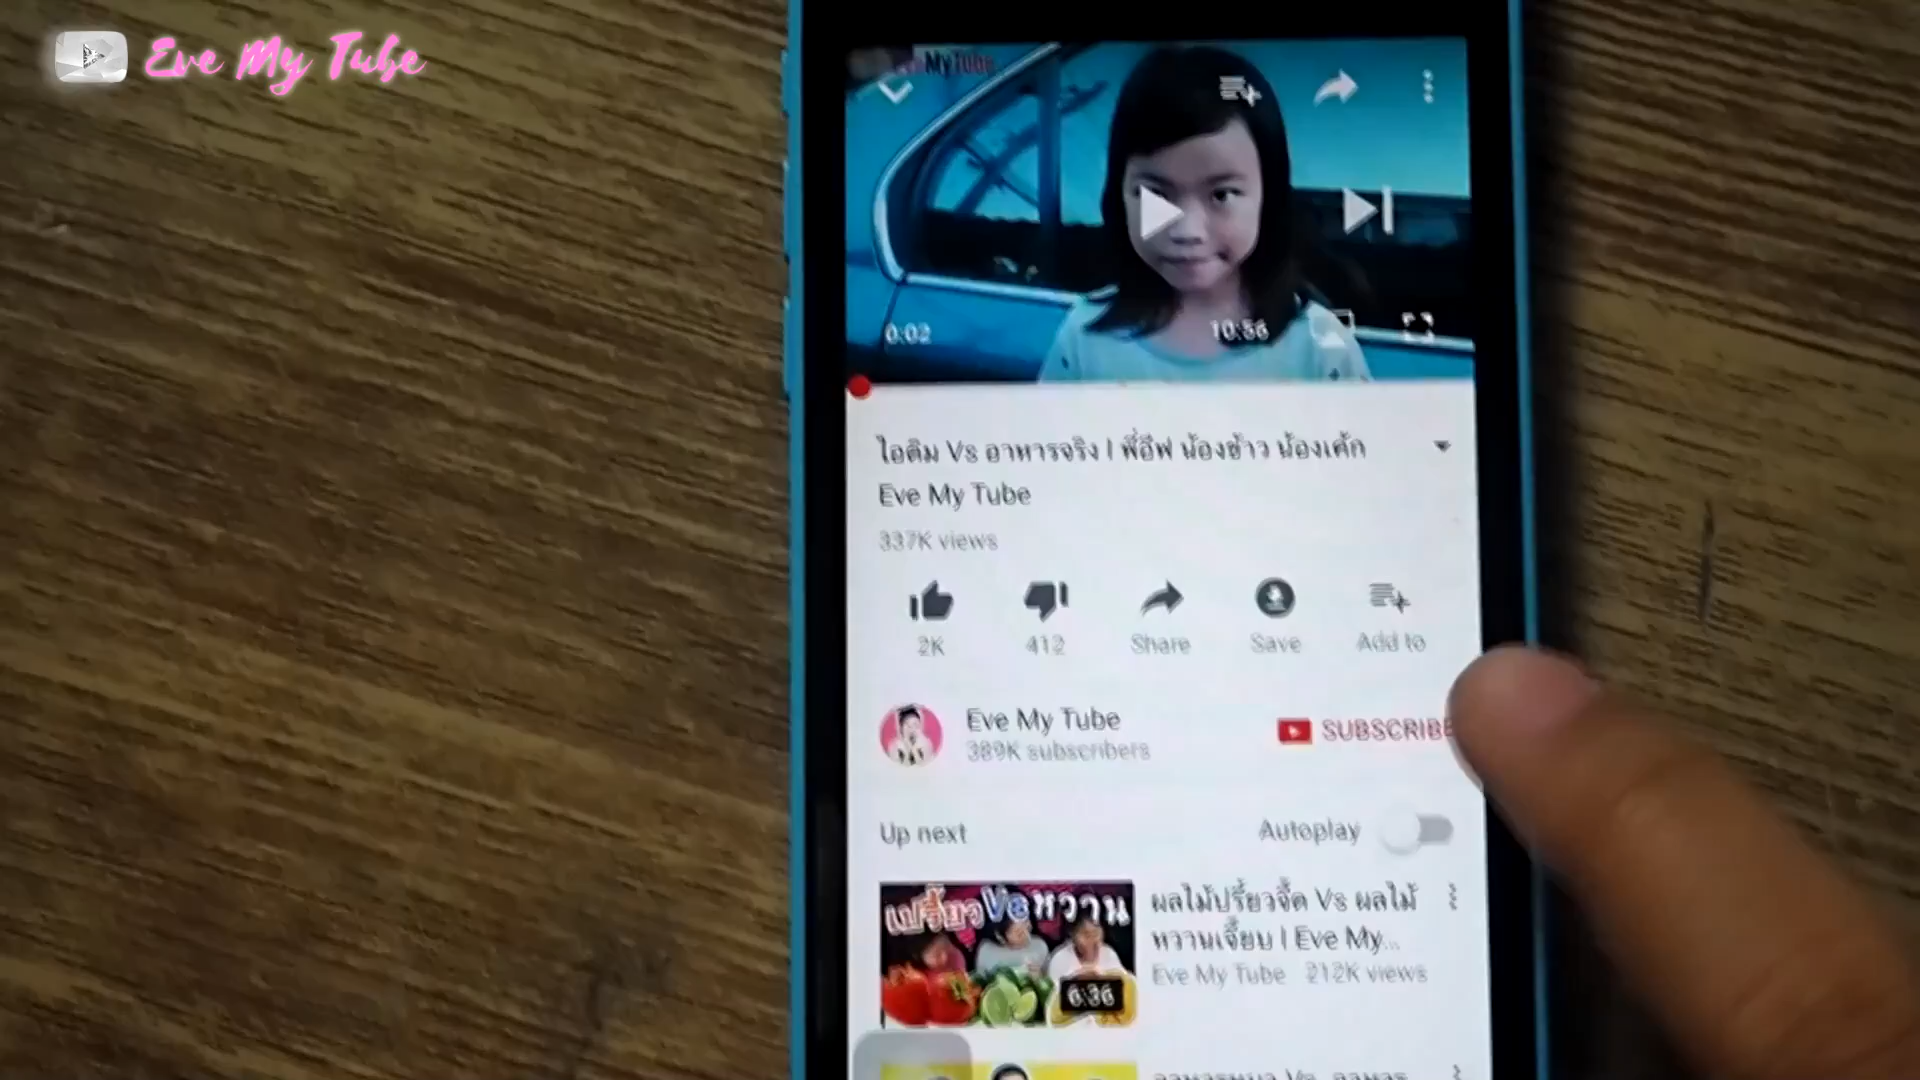 Eve My Tube
MyTube
0:02
10:56
ไอติม Vs อาหารจริง l พี่อีฟ น้องข้าว น้องเค้ก
Eve My Tube
337K views
2K
412
Share
Save
Add to
Eve My Tube
389K subscribers
SUBSCRIBE
Up next
Autoplay
เปรี้ยวVsหวาน
6:36
ผลไม้ปรี้ยวจี๊ด Vs ผลไม้
หวานเจี๊ยบ l Eve My...
Eve My Tube 212K views